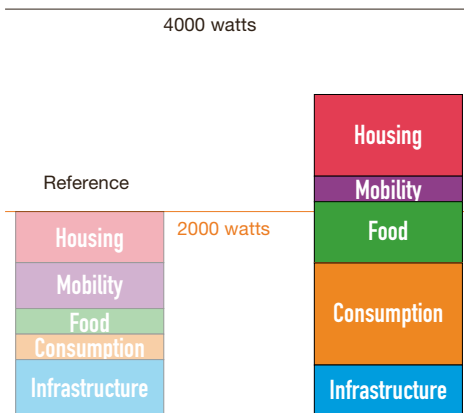 4000 watts
Reference
2000 watts
Housing
Mobility
Food
Consumption
Infrastructure
Housing
Mobility
Food
Consumption
Infrastructure